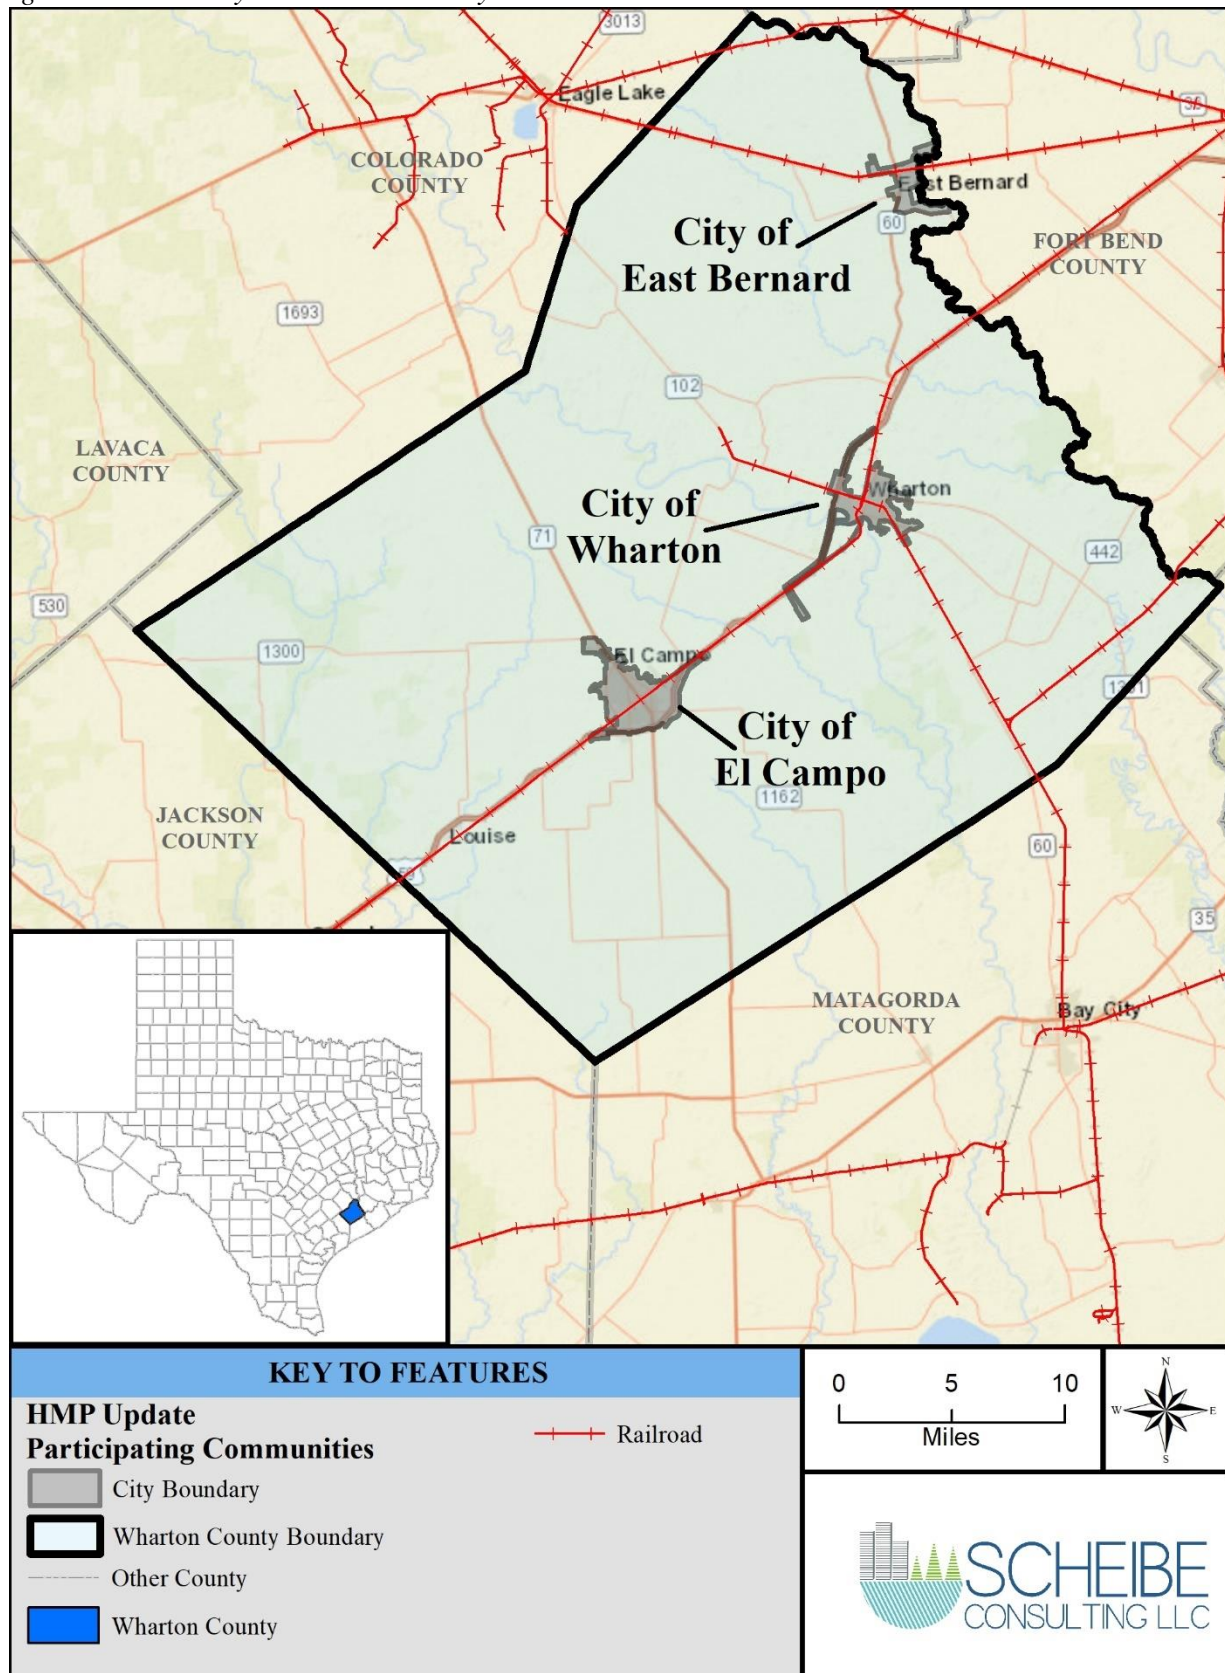 3013
Eagle Lake
36
COLORADO
COUNTY
East Bernard
60
City of
East Bernard
FORT BEND
COUNTY
1693
102
LAVACA
COUNTY
Wharton
City of
Wharton
71
442
530
1300
El Campo
1301
City of
El Campo
1162
JACKSON
COUNTY
Louise
60
59
35
MATAGORDA
COUNTY
Bay City
KEY TO FEATURES
HMP Update
Participating Communities
Railroad
City Boundary
Wharton County Boundary
Other County
Wharton County
0 5 10
Miles
N
W E
S
SCHEIBE
CONSULTING LLC